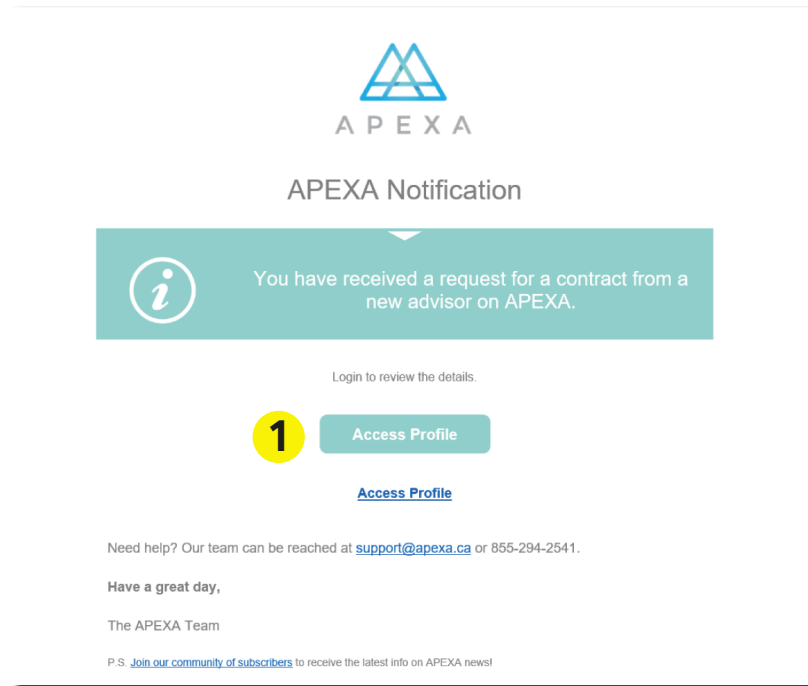 APEXA
APEXA Notification
You have received a request for a contract from a
new advisor on APEXA.
Login to review the details.
1
Access Profile
Access Profile
Need help? Our team can be reached at support@apexa.ca or 855-294-2541.
Have a great day,
The APEXA Team
P.S. Join our community of subscribers to receive the latest info on APEXA news!